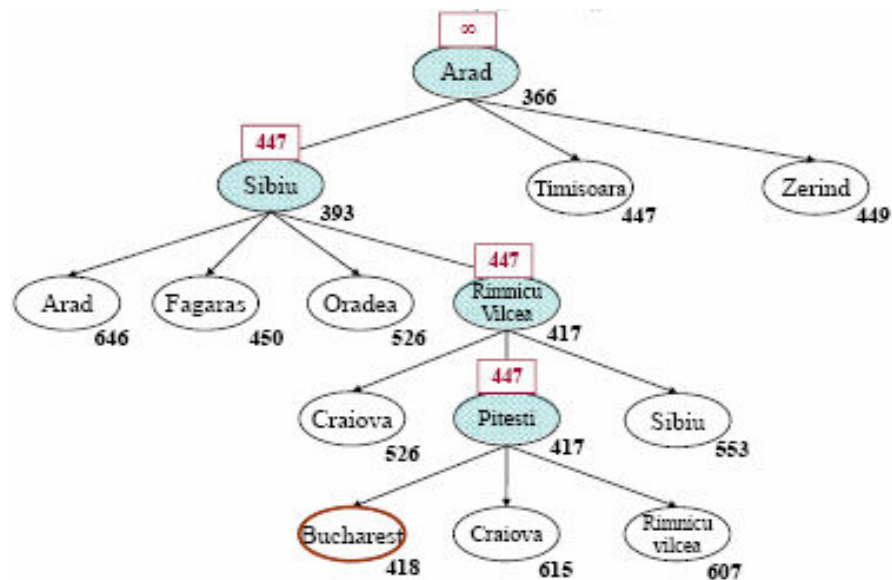 ∞
Arad
366
447
Sibiu
393
Timisoara
447
Zerind
449
Arad
646
Fagaras
450
Oradea
526
447
Rimnicu
Vilcea
417
Craiova
526
447
Pitesti
417
Sibiu
553
Bucharest
418
Craiova
615
Rimnicu
vilcea
607